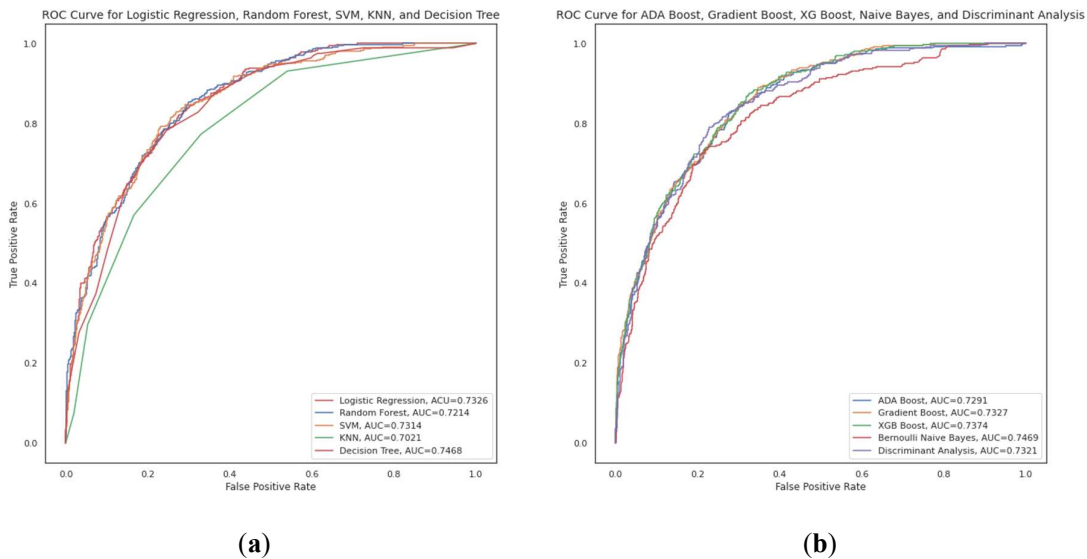 ROC Curve for Logistic Regression, Random Forest, SVM, KNN, and Decision Tree
True Positive Rate
1.0
0.8
0.6
0.4
0.2
0.0
Logistic Regression, ACU=0.7326
Random Forest, AUC=0.7214
SVM, AUC=0.7314
KNN, AUC=0.7021
Decision Tree, AUC=0.7468
0.0 0.2 0.4 0.6 0.8 1.0
False Positive Rate
(a)
ROC Curve for ADA Boost, Gradient Boost, XG Boost, Naive Bayes, and Discriminant Analysis
True Positive Rate
1.0
0.8
0.6
0.4
0.2
0.0
ADA Boost, AUC=0.7291
Gradient Boost, AUC=0.7327
XGB Boost, AUC=0.7374
Bernoulli Naive Bayes, AUC=0.7469
Discriminant Analysis, AUC=0.7321
0.0 0.2 0.4 0.6 0.8 1.0
False Positive Rate
(b)